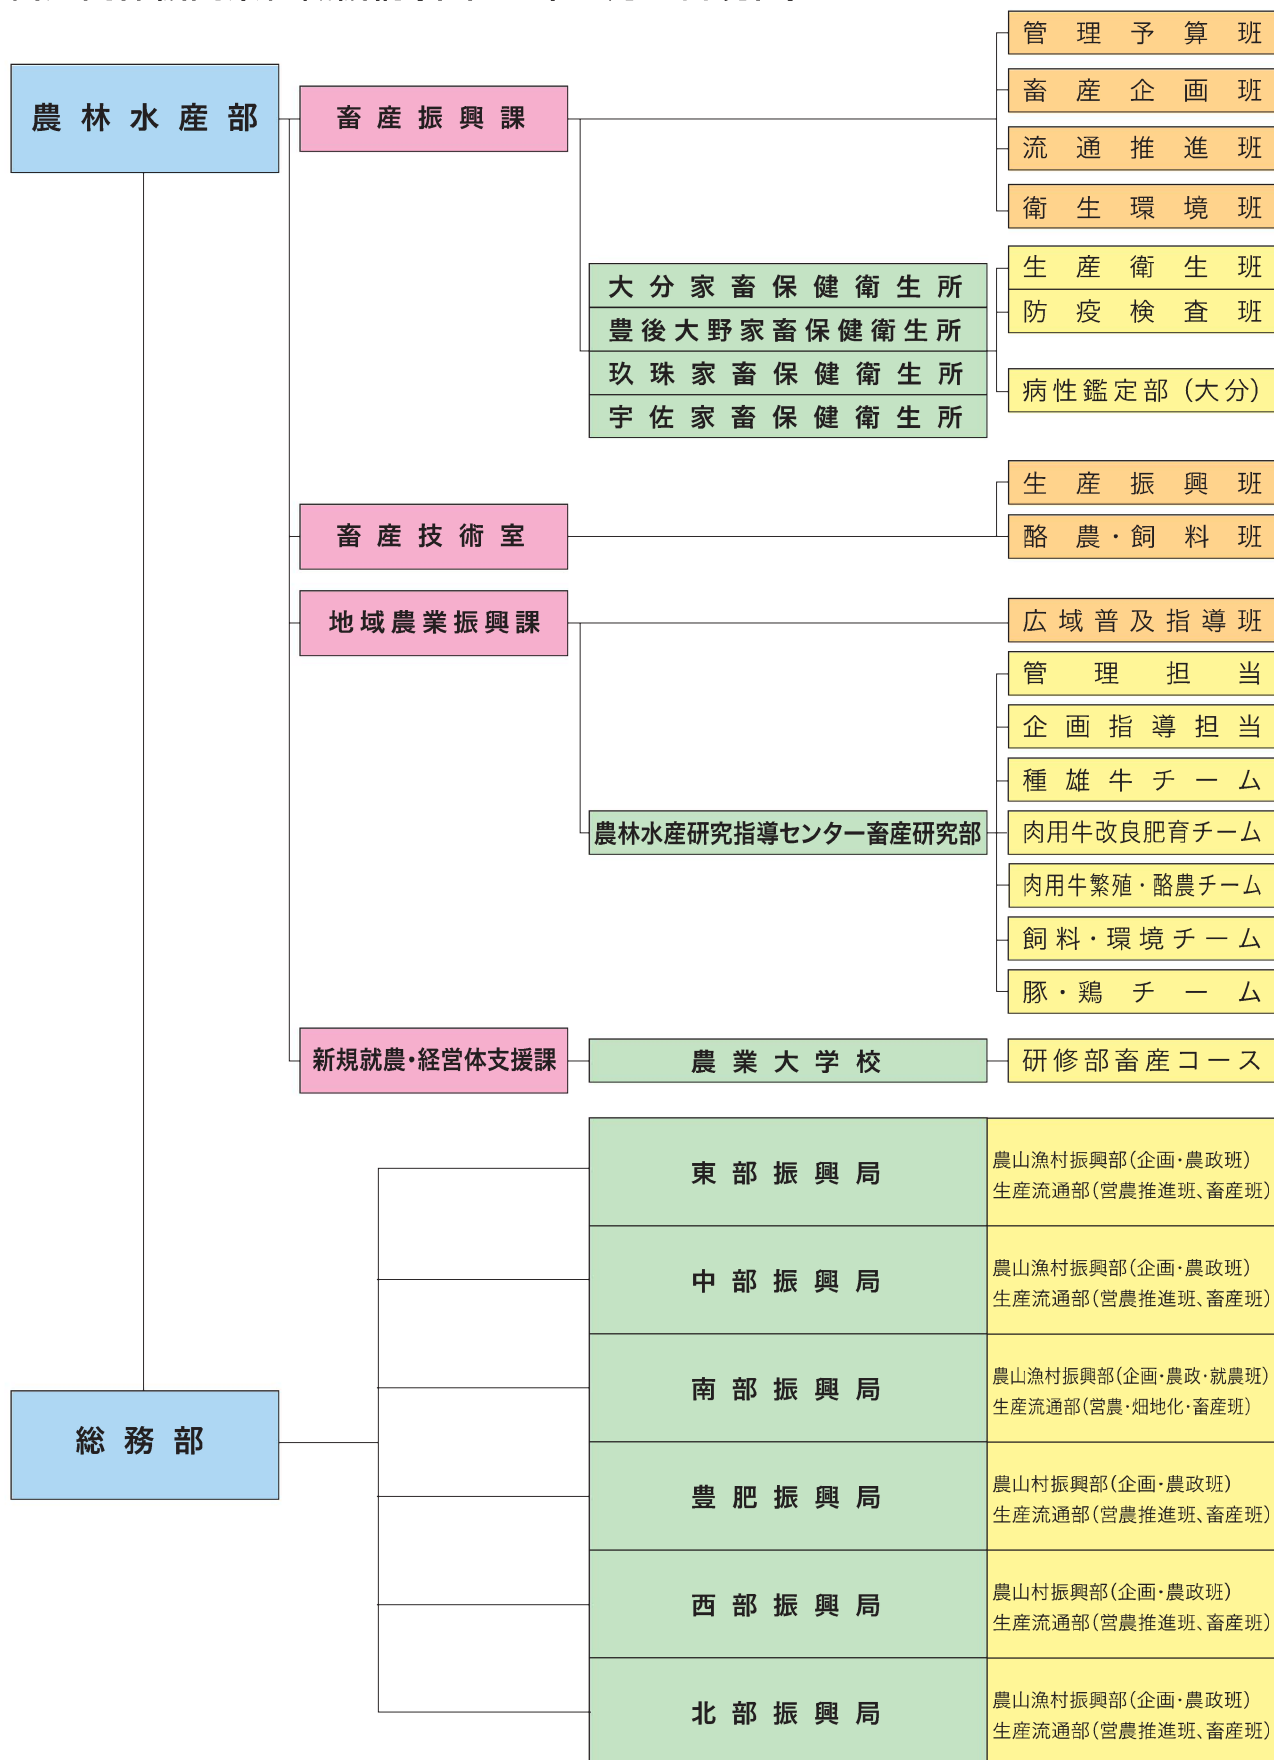 農林水産部
畜産振興課
管理予算班
畜産企画班
流通推進班
衛生環境班
大分家畜保健衛生所
豊後大野家畜保健衛生所
玖珠家畜保健衛生所
宇佐家畜保健衛生所
生産衛生班
防疫検査班
病性鑑定部（大分）
畜産技術室
生産振興班
酪農・飼料班
地域農業振興課
広域普及指導班
農林水産研究指導センター畜産研究部
管理担当
企画指導担当
種雄牛チーム
肉用牛改良肥育チーム
肉用牛繁殖・酪農チーム
飼料・環境チーム
豚・鶏チーム
新規就農・経営体支援課
農業大学校
研修部畜産コース
総務部
東部振興局
農山漁村振興部（企画・農政班）
生産流通部（営農推進班、畜産班）
中部振興局
農山漁村振興部（企画・農政班）
生産流通部（営農推進班、畜産班）
南部振興局
農山漁村振興部（企画・農政・就農班）
生産流通部（営農・畑地化・畜産班）
豊肥振興局
農山村振興部（企画・農政班）
生産流通部（営農推進班、畜産班）
西部振興局
農山村振興部（企画・農政班）
生産流通部（営農推進班、畜産班）
北部振興局
農山漁村振興部（企画・農政班）
生産流通部（営農推進班、畜産班）